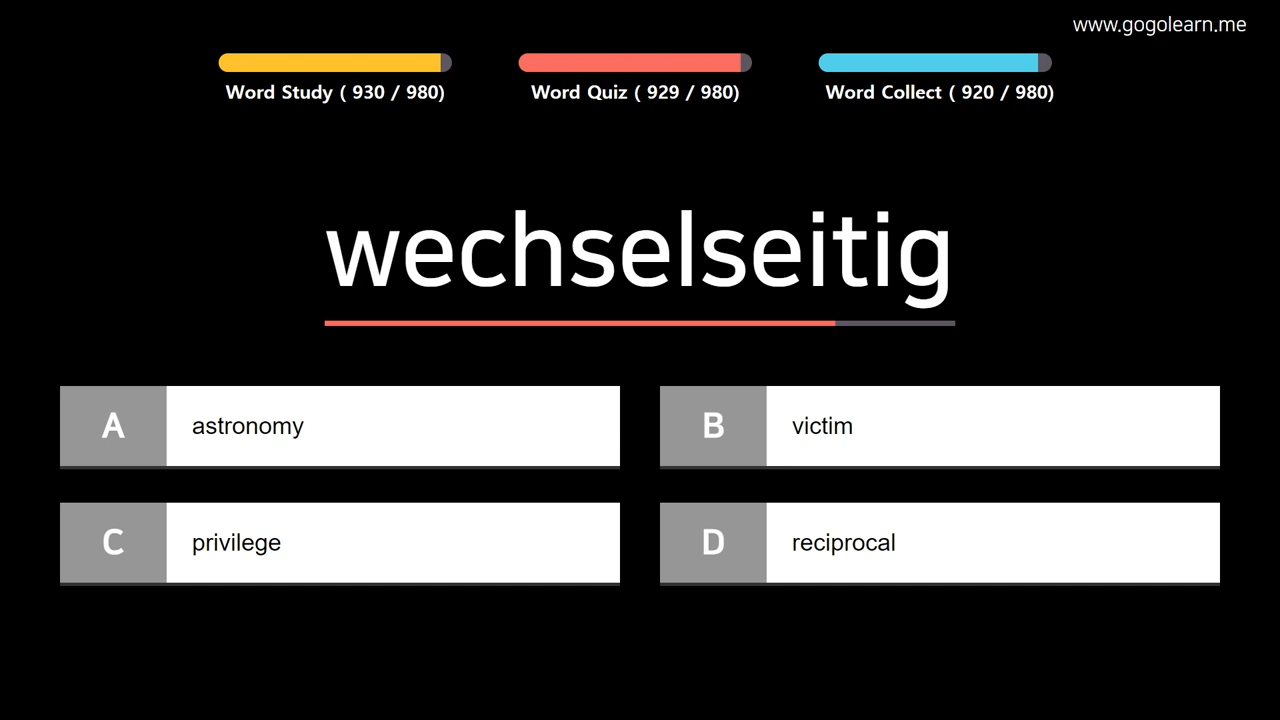 www.gogolearn.me
Word Study ( 930 / 980)
Word Quiz ( 929 / 980)
Word Collect ( 920 / 980)
wechselseitig
A astronomy
B victim
C privilege
D reciprocal